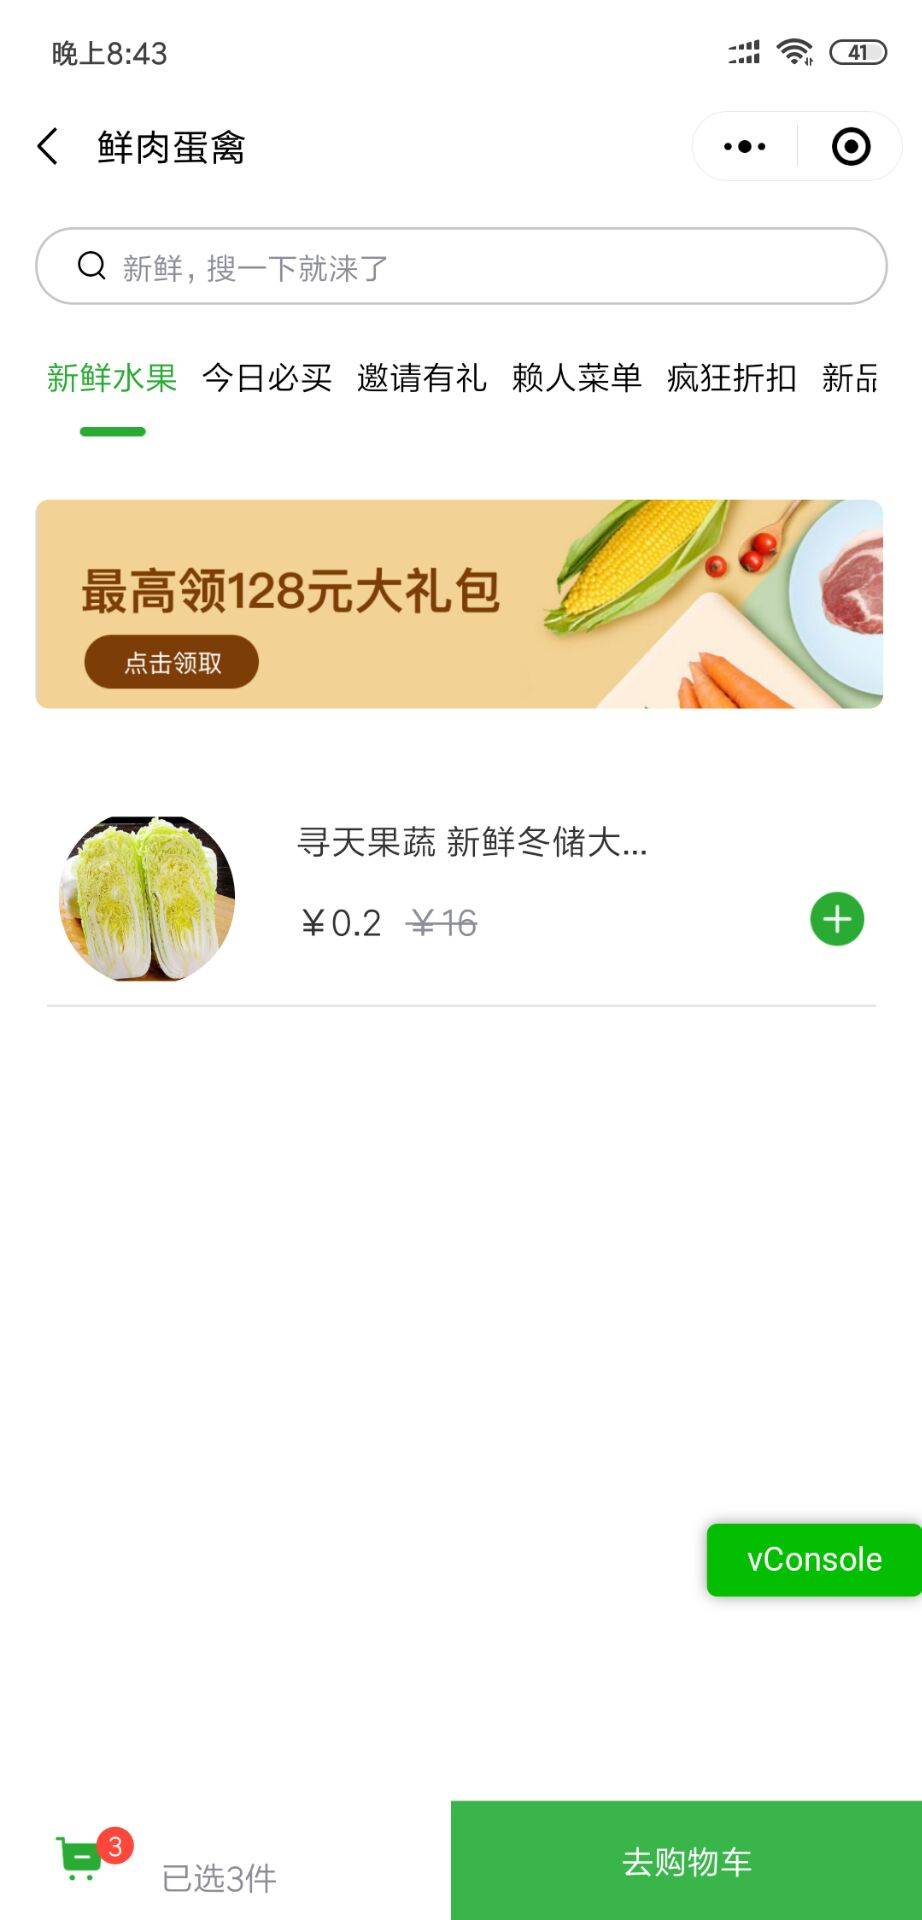 晚上8:43
41
鲜肉蛋禽
新鲜，搜一下就涞了
新鲜水果 今日必买 邀请有礼 赖人菜单 疯狂折扣 新品
最高领128元大礼包
点击领取
寻天果蔬 新鲜冬储大...
¥0.2 ¥16
vConsole
3
已选3件
去购物车